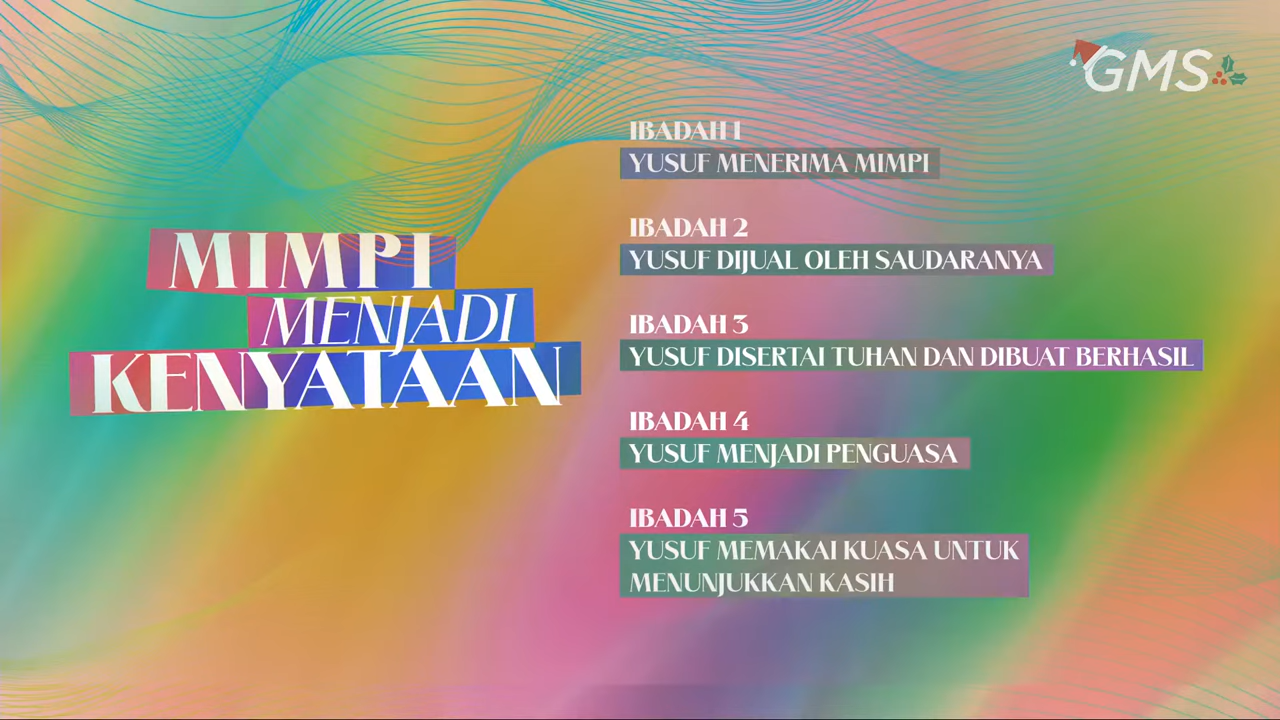 GMS
MIMPI
MENJADI
KENYATAAN
IBADAH 1
YUSUF MENERIMA MIMPI
IBADAH 2
YUSUF DIJUAL OLEH SAUDARANYA
IBADAH 3
YUSUF DISERTAI TUHAN DAN DIBUAT BERHASIL
IBADAH 4
YUSUF MENJADI PENGUASA
IBADAH 5
YUSUF MEMAKAI KUASA UNTUK
MENUNJUKKAN KASIH